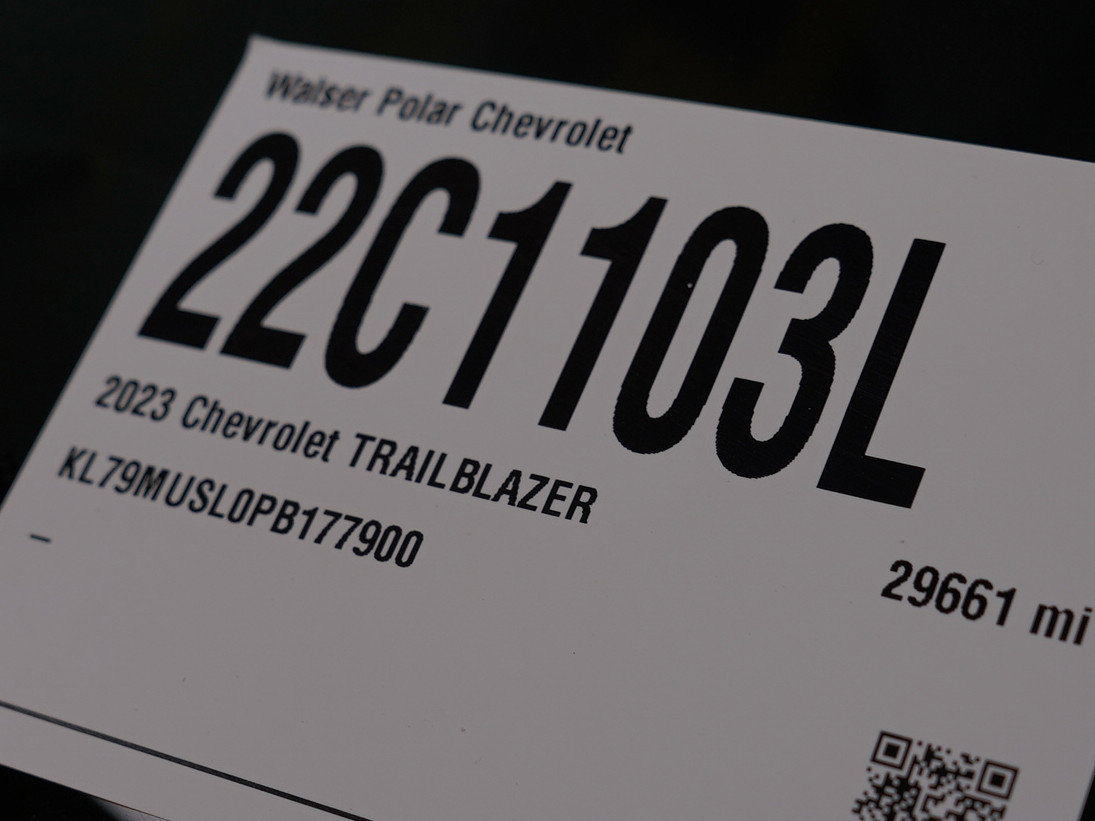 Walser Polar Chevrolet
22C1103L
2023 Chevrolet TRAILBLAZER
KL79MUSL0PB177900
–
29661 mi